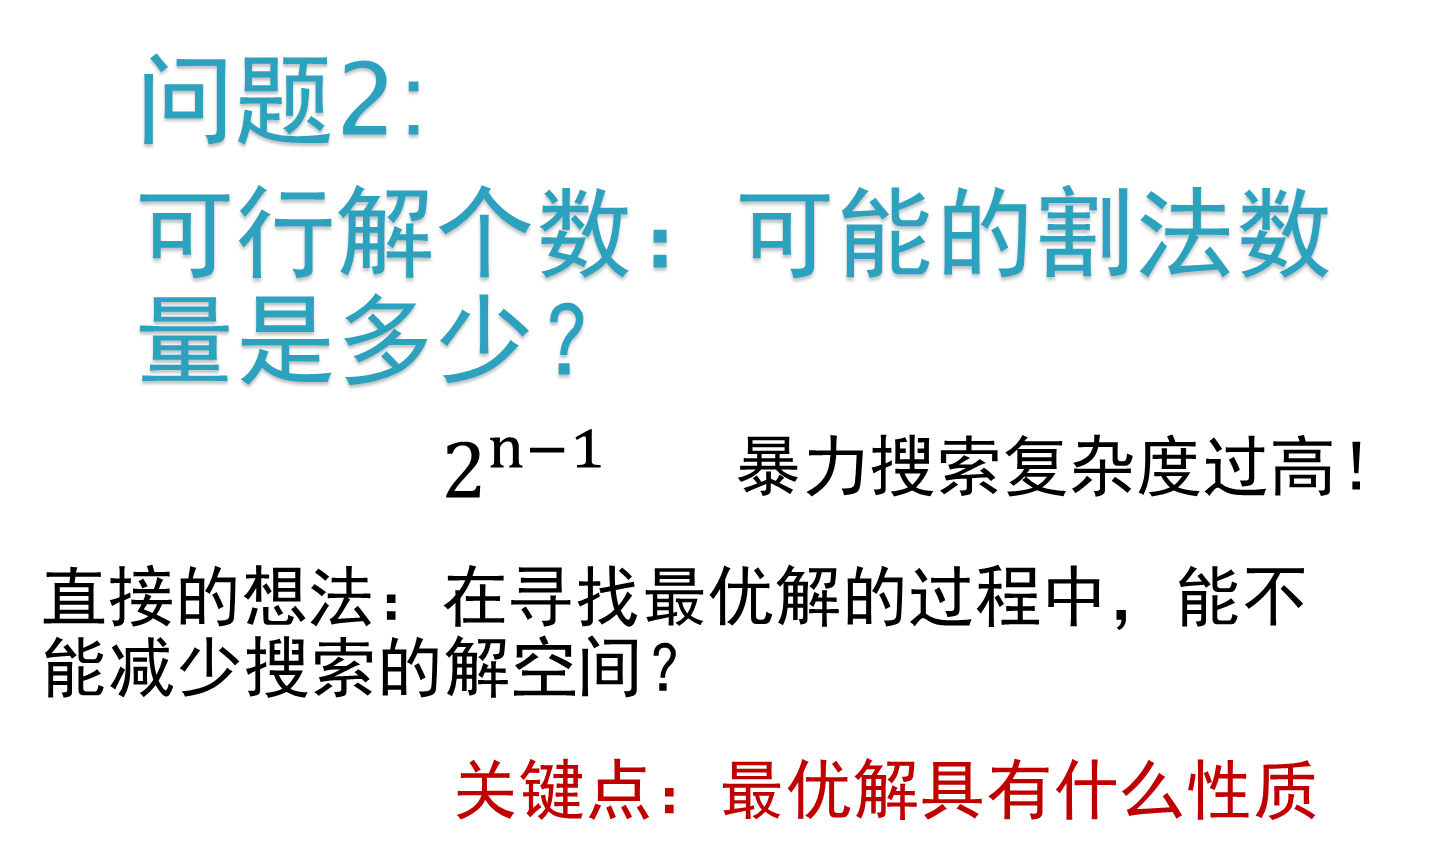 问题2:
可行解个数：可能的割法数
量是多少？
2ⁿ⁻¹ 暴力搜索复杂度过高！
直接的想法：在寻找最优解的过程中，能不
能减少搜索的解空间？
关键点：最优解具有什么性质